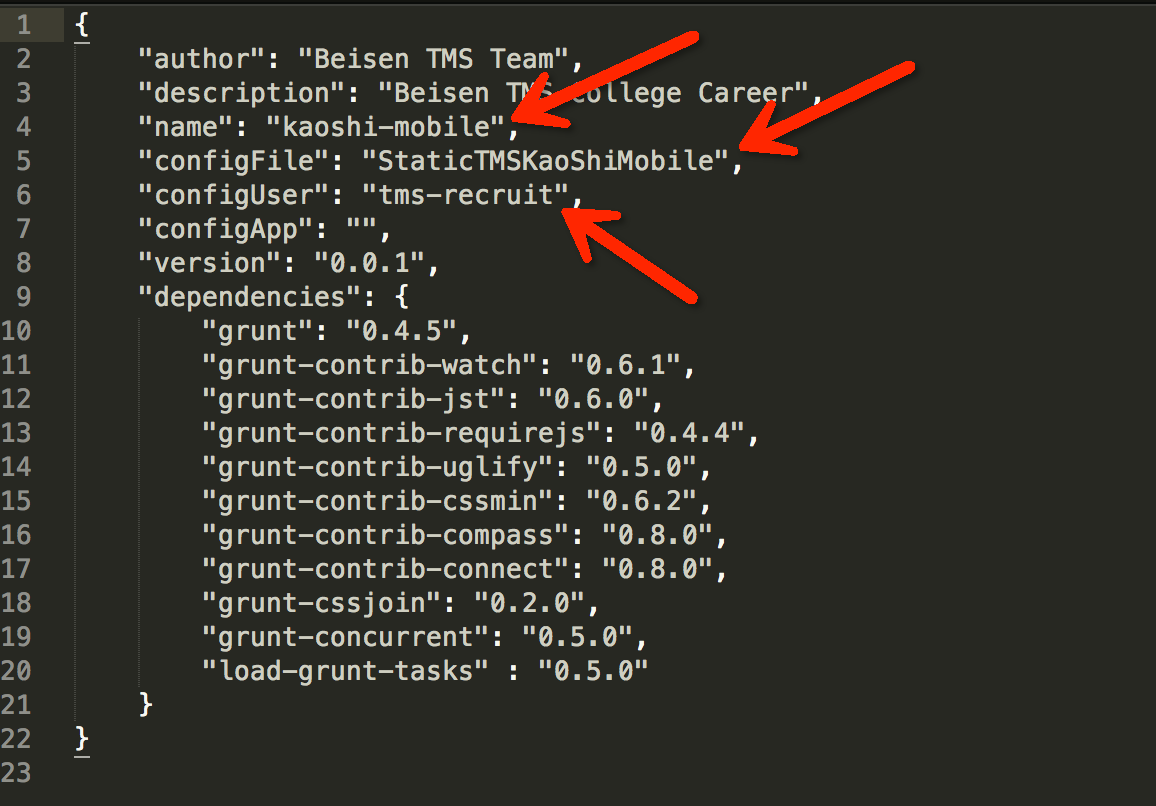 1 {
2 "author": "Beisen TMS Team",
3 "description": "Beisen TMS College Career",
4 "name": "kaoshi-mobile",
5 "configFile": "StaticTMSKaoShiMobile",
6 "configUser": "tms-recruit",
7 "configApp": "",
8 "version": "0.0.1",
9 "dependencies": {
10 "grunt": "0.4.5",
11 "grunt-contrib-watch": "0.6.1",
12 "grunt-contrib-jst": "0.6.0",
13 "grunt-contrib-requirejs": "0.4.4",
14 "grunt-contrib-uglify": "0.5.0",
15 "grunt-contrib-cssmin": "0.6.2",
16 "grunt-contrib-compass": "0.8.0",
17 "grunt-contrib-connect": "0.8.0",
18 "grunt-cssjoin": "0.2.0",
19 "grunt-concurrent": "0.5.0",
20 "load-grunt-tasks" : "0.5.0"
21 }
22 }
23